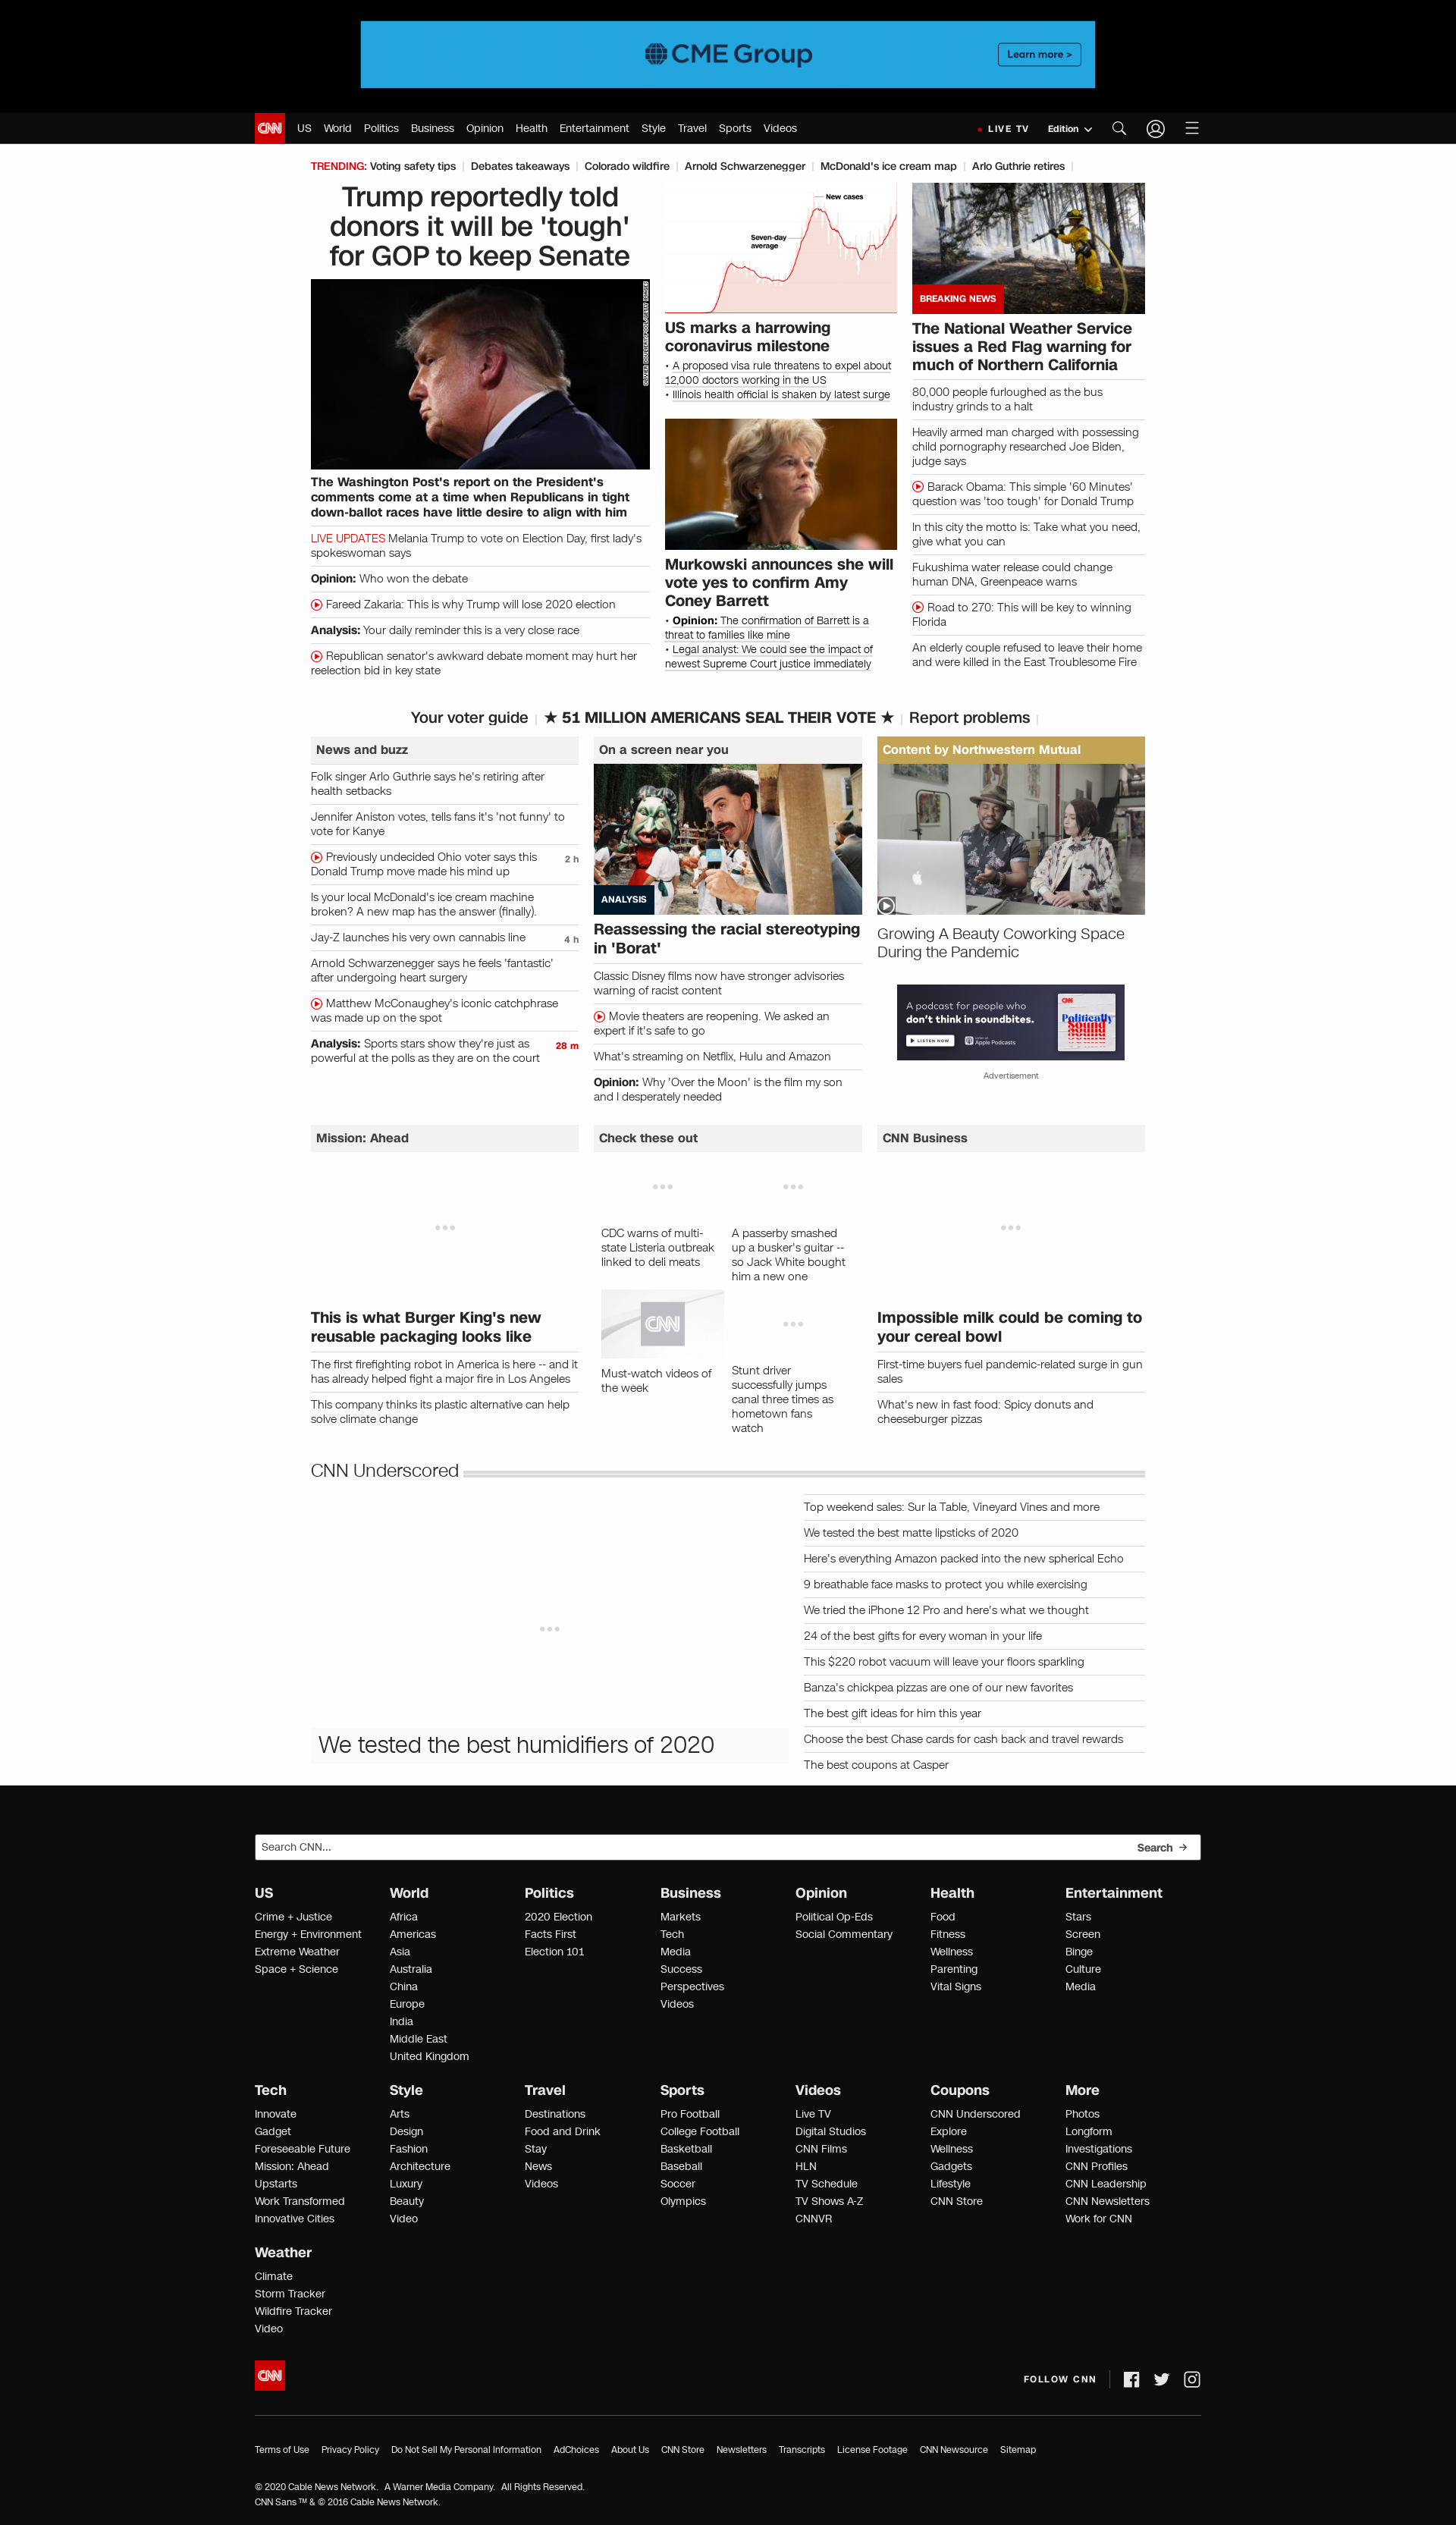 CME Group
Learn more >
CNN
US World Politics Business Opinion Health Entertainment Style Travel Sports Videos
LIVE TV Edition
TRENDING: Voting safety tips | Debates takeaways | Colorado wildfire | Arnold Schwarzenegger | McDonald's ice cream map | Arlo Guthrie retires |
Trump reportedly told
donors it will be 'tough'
for GOP to keep Senate
The Washington Post's report on the President's
comments come at a time when Republicans in tight
down-ballot races have little desire to align with him
LIVE UPDATES Melania Trump to vote on Election Day, first lady's
spokeswoman says
Opinion: Who won the debate
Fareed Zakaria: This is why Trump will lose 2020 election
Analysis: Your daily reminder this is a very close race
Republican senator's awkward debate moment may hurt her
reelection bid in key state
New cases
Seven-day
average
US marks a harrowing
coronavirus milestone
• A proposed visa rule threatens to expel about
12,000 doctors working in the US
• Illinois health official is shaken by latest surge
Murkowski announces she will
vote yes to confirm Amy
Coney Barrett
• Opinion: The confirmation of Barrett is a
threat to families like mine
• Legal analyst: We could see the impact of
newest Supreme Court justice immediately
BREAKING NEWS
The National Weather Service
issues a Red Flag warning for
much of Northern California
80,000 people furloughed as the bus
industry grinds to a halt
Heavily armed man charged with possessing
child pornography researched Joe Biden,
judge says
Barack Obama: This simple '60 Minutes'
question was 'too tough' for Donald Trump
In this city the motto is: Take what you need,
give what you can
Fukushima water release could change
human DNA, Greenpeace warns
Road to 270: This will be key to winning
Florida
An elderly couple refused to leave their home
and were killed in the East Troublesome Fire
Your voter guide | ★ 51 MILLION AMERICANS SEAL THEIR VOTE ★ | Report problems |
News and buzz
Folk singer Arlo Guthrie says he's retiring after
health setbacks
Jennifer Aniston votes, tells fans it's 'not funny' to
vote for Kanye
Previously undecided Ohio voter says this 2 h
Donald Trump move made his mind up
Is your local McDonald's ice cream machine
broken? A new map has the answer (finally).
Jay-Z launches his very own cannabis line 4 h
Arnold Schwarzenegger says he feels 'fantastic'
after undergoing heart surgery
Matthew McConaughey's iconic catchphrase
was made up on the spot
Analysis: Sports stars show they're just as 28 m
powerful at the polls as they are on the court
On a screen near you
ANALYSIS
Reassessing the racial stereotyping
in 'Borat'
Classic Disney films now have stronger advisories
warning of racist content
Movie theaters are reopening. We asked an
expert if it's safe to go
What's streaming on Netflix, Hulu and Amazon
Opinion: Why 'Over the Moon' is the film my son
and I desperately needed
Content by Northwestern Mutual
Growing A Beauty Coworking Space
During the Pandemic
A podcast for people who
don't think in soundbites.
LISTEN NOW
Apple Podcasts
CNN
Politically
Sound
Advertisement
Mission: Ahead
This is what Burger King's new
reusable packaging looks like
The first firefighting robot in America is here -- and it
has already helped fight a major fire in Los Angeles
This company thinks its plastic alternative can help
solve climate change
Check these out
CDC warns of multi-
state Listeria outbreak
linked to deli meats
A passerby smashed
up a busker's guitar --
so Jack White bought
him a new one
CNN
Must-watch videos of
the week
Stunt driver
successfully jumps
canal three times as
hometown fans
watch
CNN Business
Impossible milk could be coming to
your cereal bowl
First-time buyers fuel pandemic-related surge in gun
sales
What's new in fast food: Spicy donuts and
cheeseburger pizzas
CNN Underscored
We tested the best humidifiers of 2020
Top weekend sales: Sur la Table, Vineyard Vines and more
We tested the best matte lipsticks of 2020
Here's everything Amazon packed into the new spherical Echo
9 breathable face masks to protect you while exercising
We tried the iPhone 12 Pro and here's what we thought
24 of the best gifts for every woman in your life
This $220 robot vacuum will leave your floors sparkling
Banza's chickpea pizzas are one of our new favorites
The best gift ideas for him this year
Choose the best Chase cards for cash back and travel rewards
The best coupons at Casper
Search CNN... Search →
US
Crime + Justice
Energy + Environment
Extreme Weather
Space + Science
World
Africa
Americas
Asia
Australia
China
Europe
India
Middle East
United Kingdom
Politics
2020 Election
Facts First
Election 101
Business
Markets
Tech
Media
Success
Perspectives
Videos
Opinion
Political Op-Eds
Social Commentary
Health
Food
Fitness
Wellness
Parenting
Vital Signs
Entertainment
Stars
Screen
Binge
Culture
Media
Tech
Innovate
Gadget
Foreseeable Future
Mission: Ahead
Upstarts
Work Transformed
Innovative Cities
Style
Arts
Design
Fashion
Architecture
Luxury
Beauty
Video
Travel
Destinations
Food and Drink
Stay
News
Videos
Sports
Pro Football
College Football
Basketball
Baseball
Soccer
Olympics
Videos
Live TV
Digital Studios
CNN Films
HLN
TV Schedule
TV Shows A-Z
CNNVR
Coupons
CNN Underscored
Explore
Wellness
Gadgets
Lifestyle
CNN Store
More
Photos
Longform
Investigations
CNN Profiles
CNN Leadership
CNN Newsletters
Work for CNN
Weather
Climate
Storm Tracker
Wildfire Tracker
Video
CNN
FOLLOW CNN
Terms of Use Privacy Policy Do Not Sell My Personal Information AdChoices About Us CNN Store Newsletters Transcripts License Footage CNN Newsource Sitemap
© 2020 Cable News Network. A Warner Media Company. All Rights Reserved.
CNN Sans ™ & © 2016 Cable News Network.